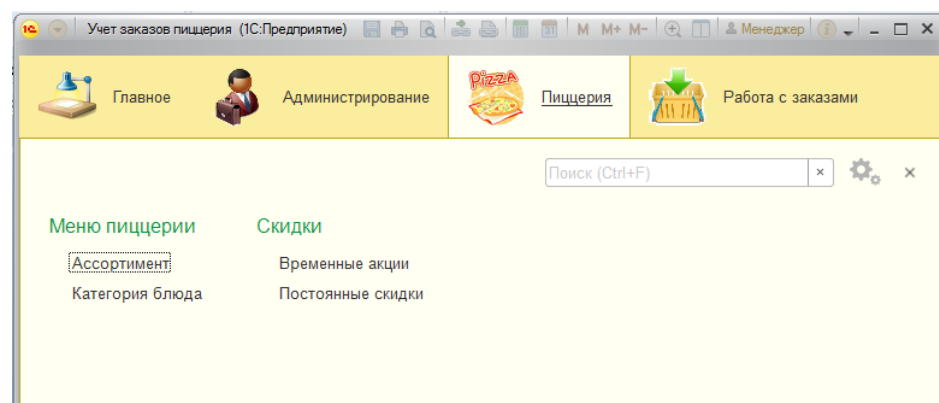 Учет заказов пиццерия (1С:Предприятие) 31 M M+ M- Менеджер
Главное Администрирование Pizza Пиццерия Работа с заказами
Поиск (Ctrl+F)
Меню пиццерии Скидки
Ассортимент Временные акции
Категория блюда Постоянные скидки